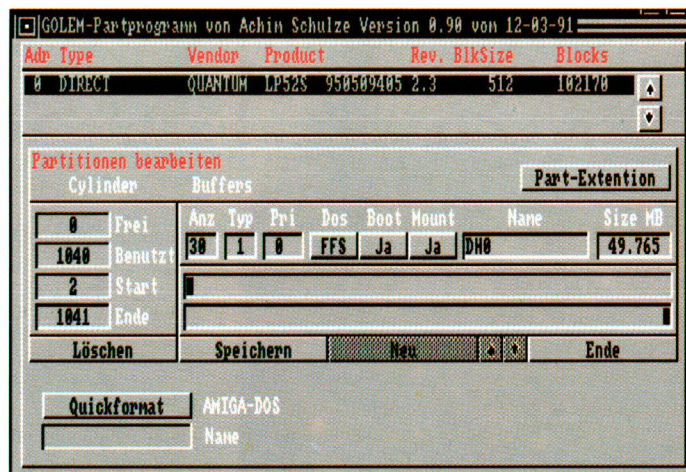 GOLEM-Partprogramm von Achim Schulze Version 0.90 von 12-03-91
Adr Type Vendor Product Rev. BlkSize Blocks
0 DIRECT QUANTUM LP52S 950509405 2.3 512 102170
Partitionen bearbeiten
Cylinder Buffers Part-Extention
Anz Typ Pri Dos Boot Mount Name Size MB
0 Frei
30 1 0 FFS Ja Ja DH0 49.765
1040 Benutzt
2 Start
1041 Ende
Löschen Speichern Neu Ende
Quickformat AMIGA-DOS
Name